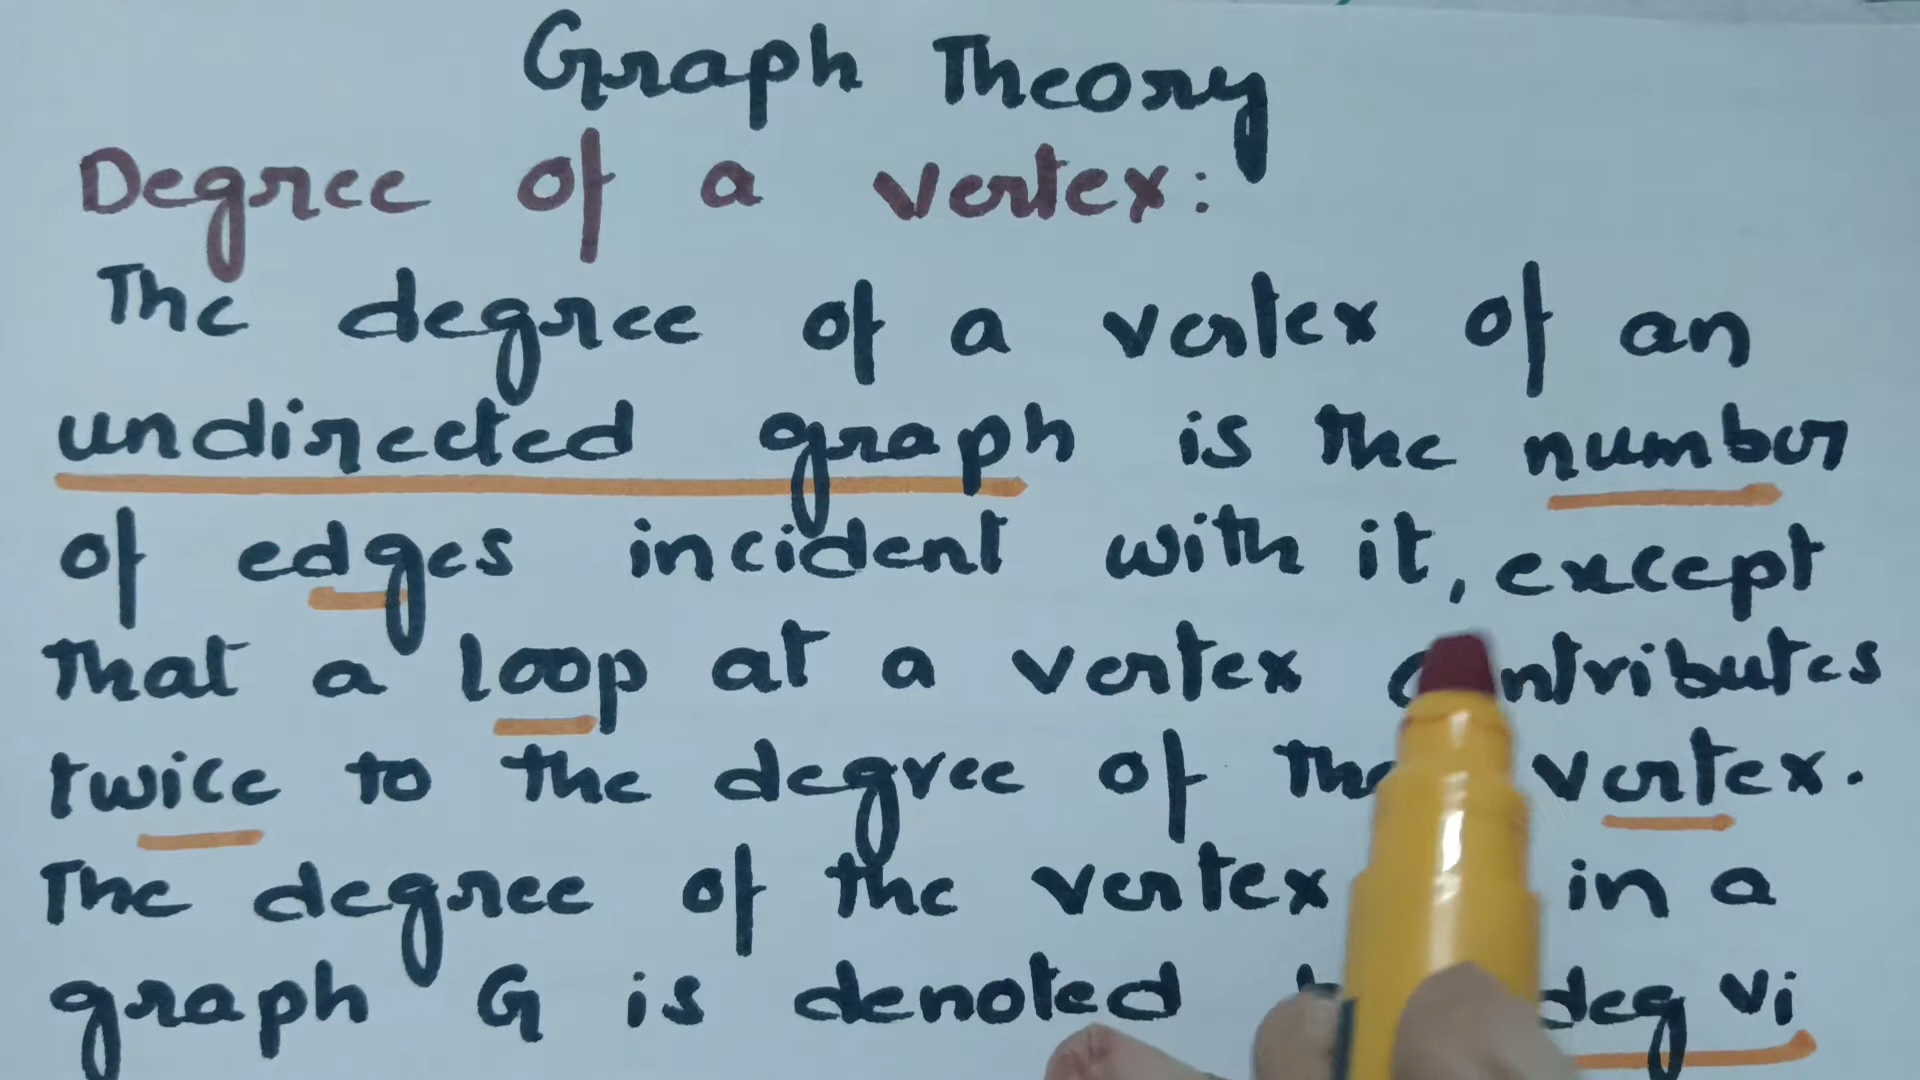 Graph Theory
Degree of a vertex:
The degree of a vertex of an
undirected graph is the number
of edges incident with it, except
that a loop at a vertex contributes
twice to the degree of vertex.
The degree of the vertex in a
graph G is denoted deg vi